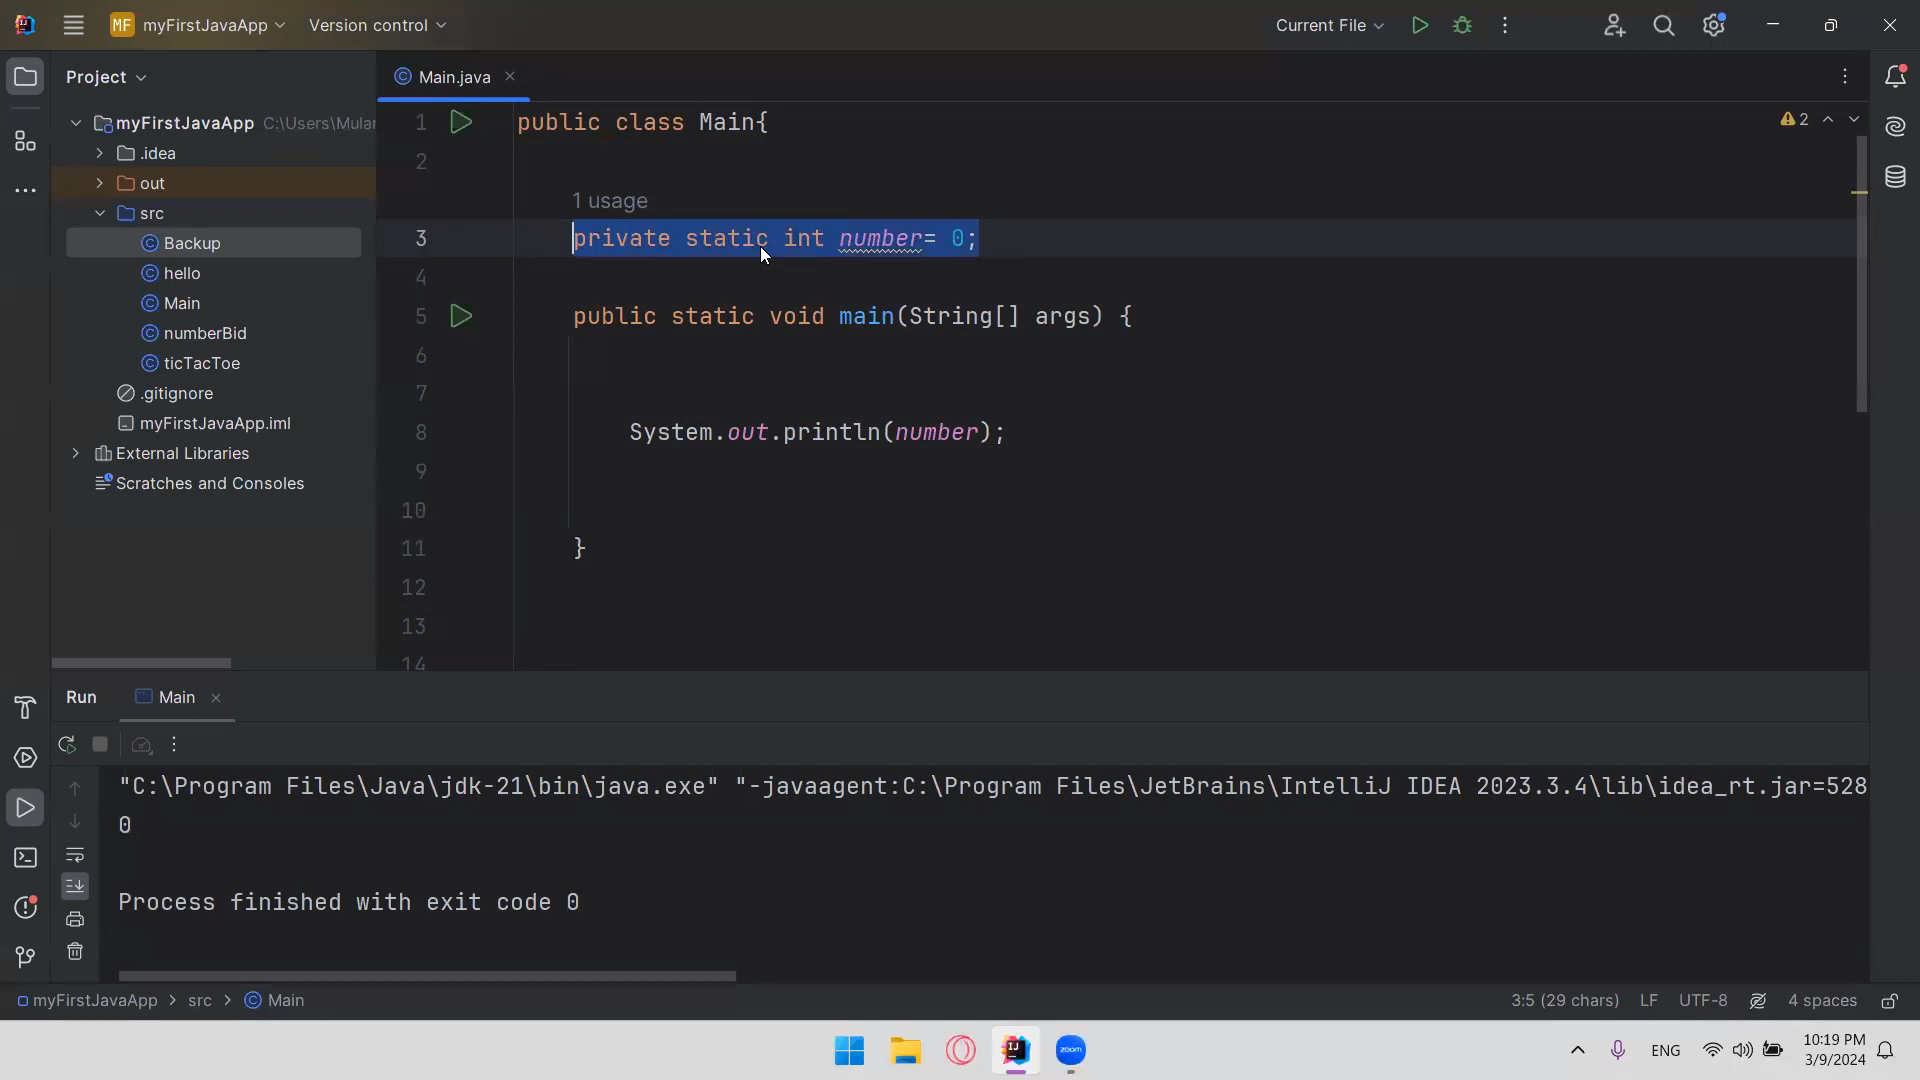 MF myFirstJavaApp Version control Current File
Project
Main.java
myFirstJavaApp C:\Users\Mular
.idea
out
src
Backup
hello
Main
numberBid
ticTacToe
.gitignore
myFirstJavaApp.iml
External Libraries
Scratches and Consoles
2
1 public class Main{
2
1 usage
3 private static int number= 0;
4
5 public static void main(String[] args) {
6
7
8 System.out.println(number);
9
10
11 }
12
13
14
Run Main
"C:\Program Files\Java\jdk-21\bin\java.exe" "-javaagent:C:\Program Files\JetBrains\IntelliJ IDEA 2023.3.4\lib\idea_rt.jar=528
0
Process finished with exit code 0
myFirstJavaApp > src > Main 3:5 (29 chars) LF UTF-8 4 spaces
IJ zoom ENG 10:19 PM
3/9/2024